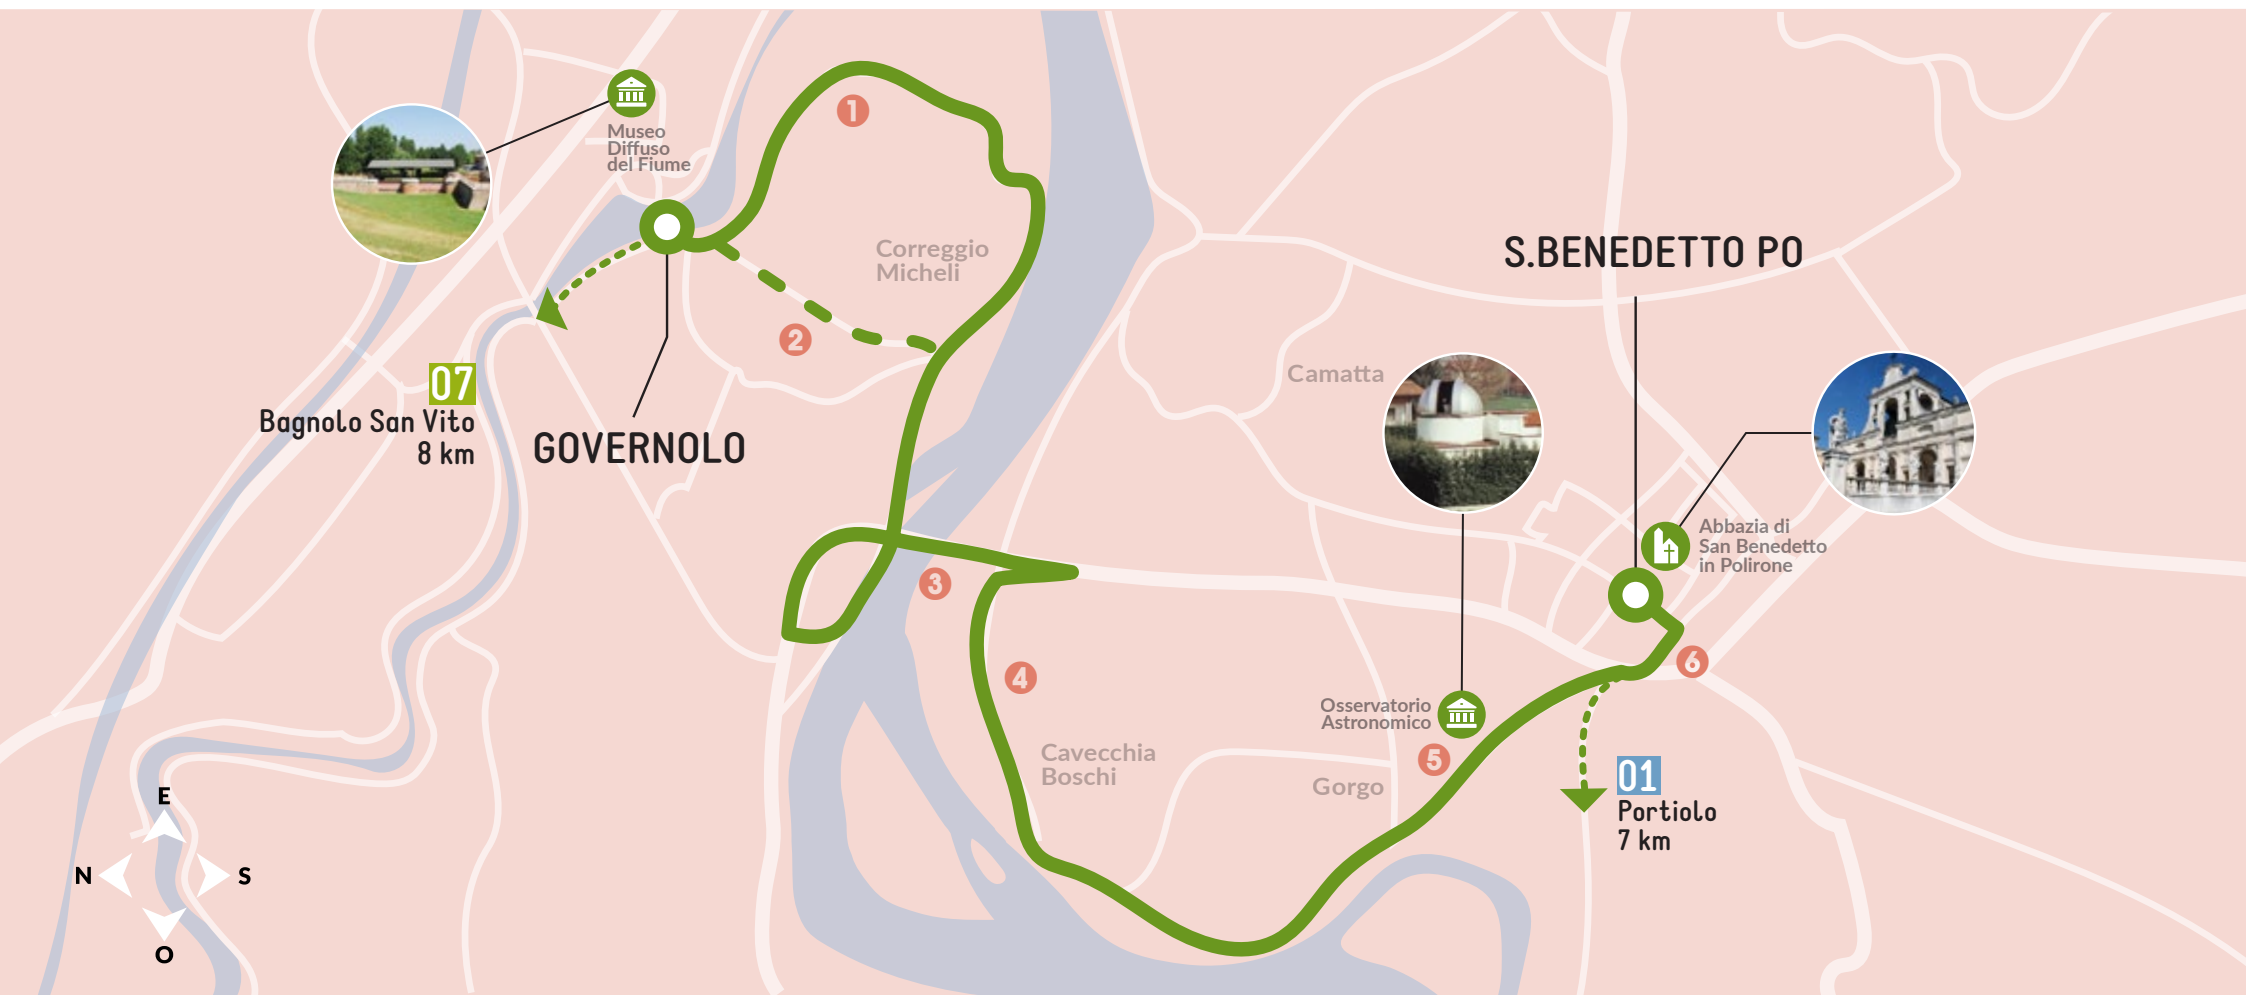 1
Museo
Diffuso
del Fiume
Correggio
Micheli
S.BENEDETTO PO
2
07
Bagnolo San Vito
8 km
GOVERNOLO
Camatta
Abbazia di
San Benedetto
in Polirone
3
4
6
Osservatorio
Astronomico
5
Cavecchia
Boschi
Gorgo
01
Portiolo
7 km
E
N
S
O